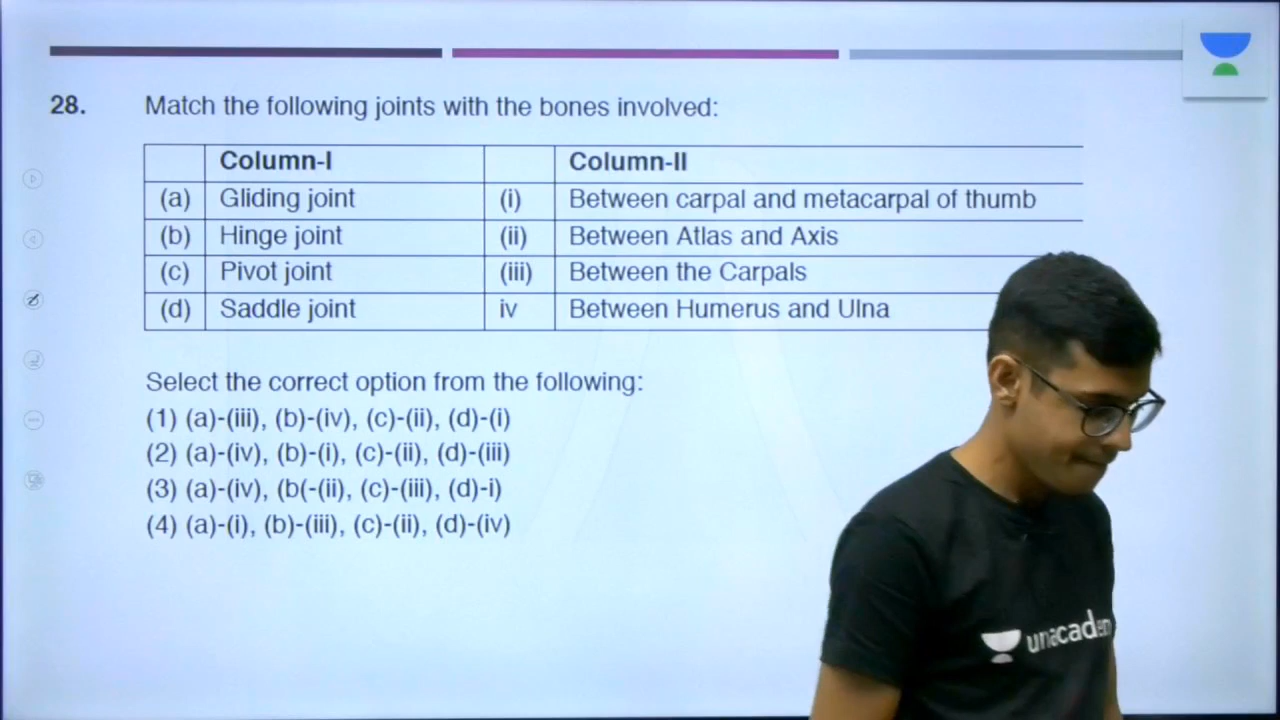 28. Match the following joints with the bones involved:
Column-I Column-II
(a) Gliding joint (i) Between carpal and metacarpal of thumb
(b) Hinge joint (ii) Between Atlas and Axis
(c) Pivot joint (iii) Between the Carpals
(d) Saddle joint iv Between Humerus and Ulna
Select the correct option from the following:
(1) (a)-(iii), (b)-(iv), (c)-(ii), (d)-(i)
(2) (a)-(iv), (b)-(i), (c)-(ii), (d)-(iii)
(3) (a)-(iv), (b(-(ii), (c)-(iii), (d)-i)
(4) (a)-(i), (b)-(iii), (c)-(ii), (d)-(iv)
unacadem